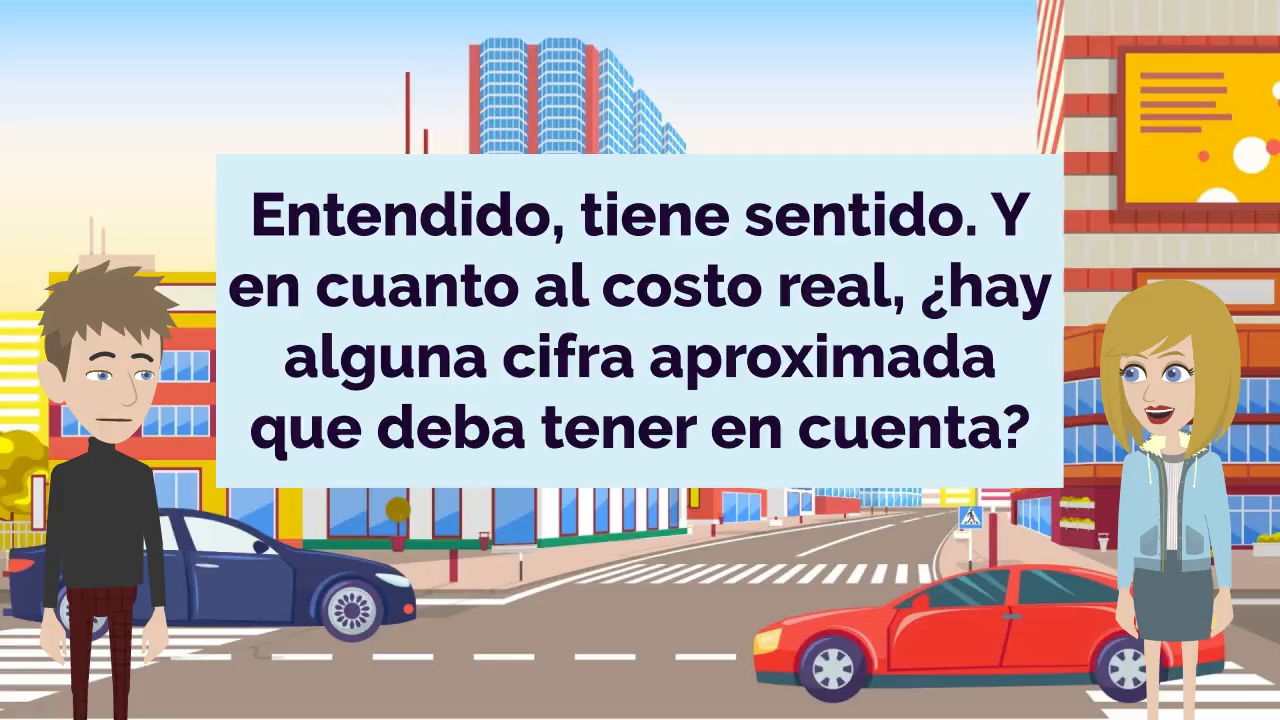 Entendido, tiene sentido. Y
en cuanto al costo real, ¿hay
alguna cifra aproximada
que deba tener en cuenta?